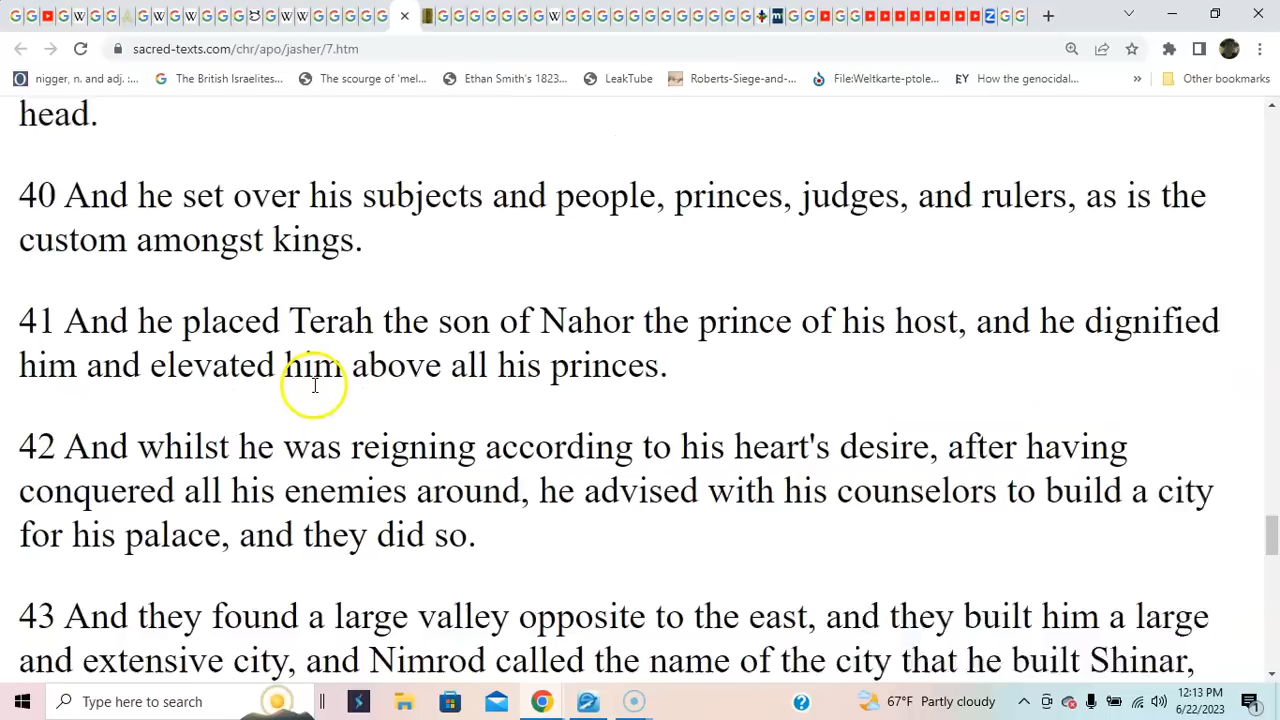 sacred-texts.com/chr/apo/jasher/7.htm
nigger, n. and adj. :...
The British Israelites...
The scourge of 'mel...
Ethan Smith's 1823...
LeakTube
Roberts-Siege-and-...
File:Weltkarte-ptole...
EY
How the genocidal...
»
Other bookmarks
head.
40 And he set over his subjects and people, princes, judges, and rulers, as is the
custom amongst kings.
41 And he placed Terah the son of Nahor the prince of his host, and he dignified
him and elevated him above all his princes.
42 And whilst he was reigning according to his heart's desire, after having
conquered all his enemies around, he advised with his counselors to build a city
for his palace, and they did so.
43 And they found a large valley opposite to the east, and they built him a large
and extensive city, and Nimrod called the name of the city that he built Shinar,
Type here to search
67°F Partly cloudy
12:13 PM
6/22/2023